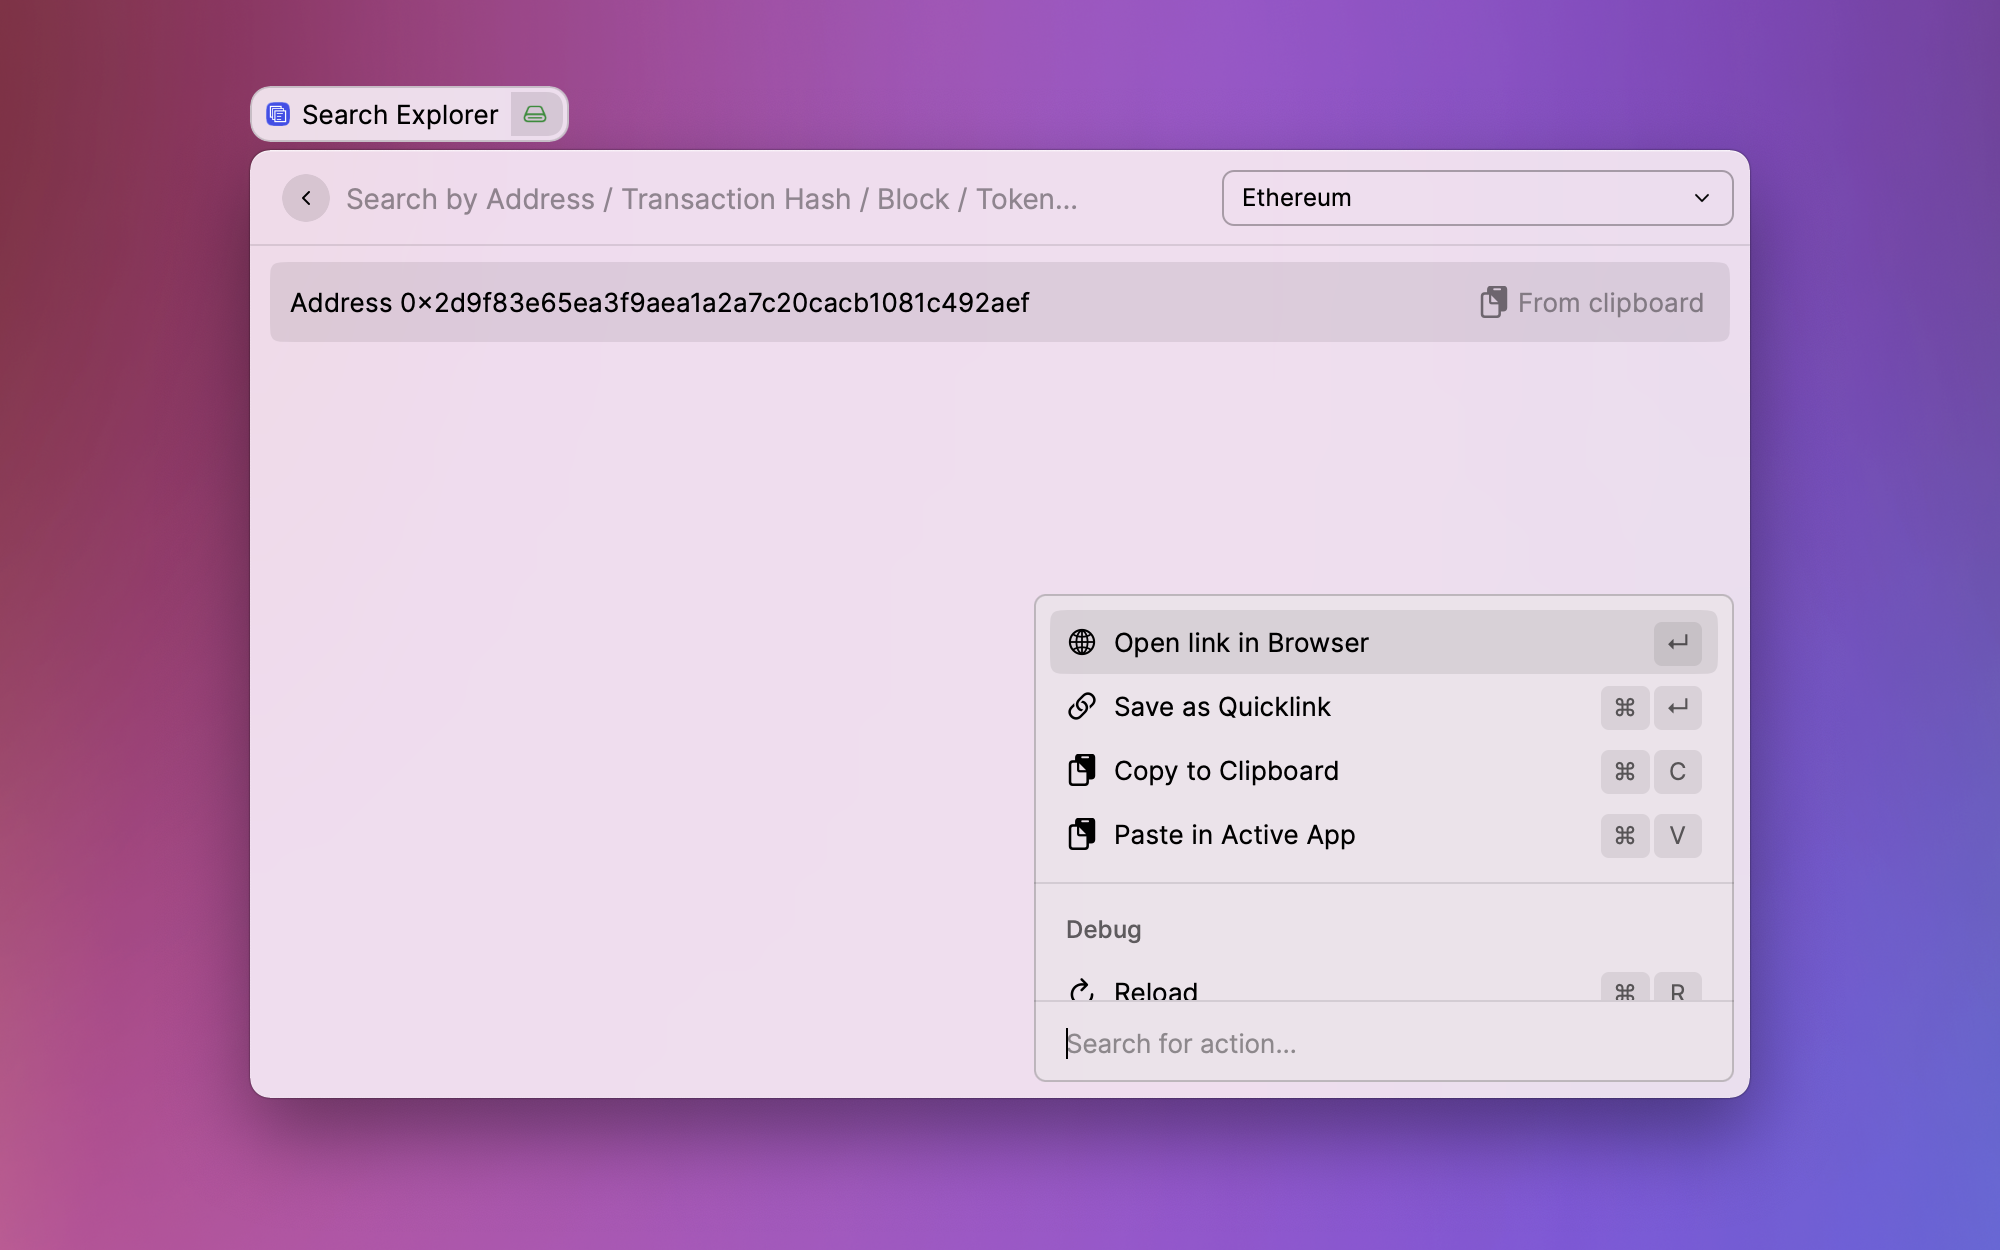 Search Explorer
Search by Address / Transaction Hash / Block / Token...
Ethereum
Address 0×2d9f83e65ea3f9aea1a2a7c20cacb1081c492aef
From clipboard
Open link in Browser ↵
Save as Quicklink ⌘ ↵
Copy to Clipboard ⌘ C
Paste in Active App ⌘ V
Debug
Reload ⌘ R
Search for action...